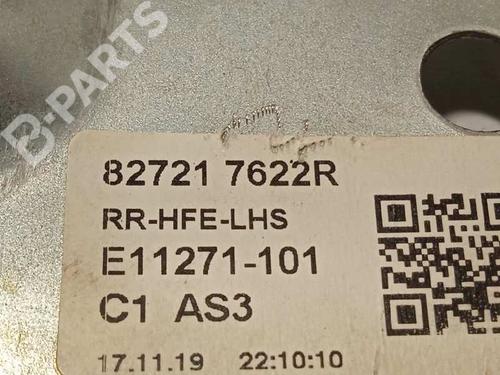 B-PARTS
82721 7622R
RR-HFE-LHS
E11271-101
C1 AS3
17.11.19 22:10:10